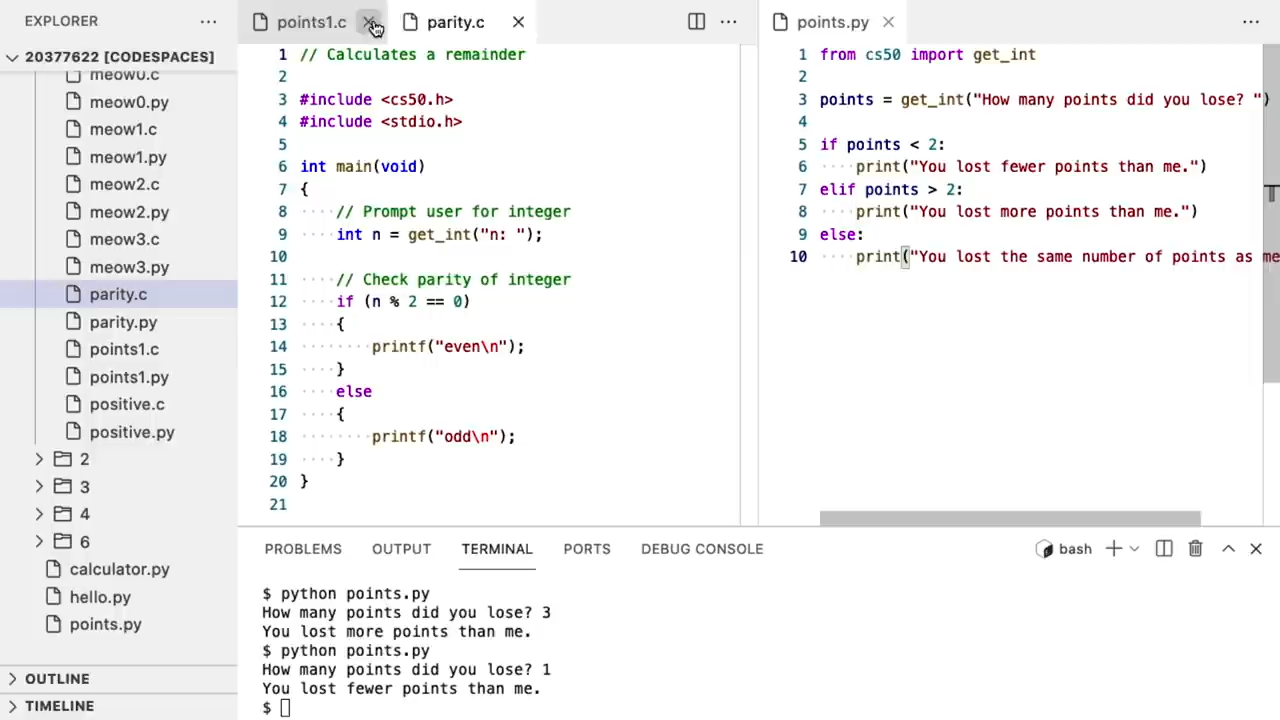 EXPLORER
20377622 [CODESPACES]
meow0.c
meow0.py
meow1.c
meow1.py
meow2.c
meow2.py
meow3.c
meow3.py
parity.c
parity.py
points1.c
points1.py
positive.c
positive.py
2
3
4
6
calculator.py
hello.py
points.py
OUTLINE
TIMELINE
points1.c
parity.c
1 // Calculates a remainder
2
3 #include <cs50.h>
4 #include <stdio.h>
5
6 int main(void)
7 {
8 // Prompt user for integer
9 int n = get_int("n: ");
10
11 // Check parity of integer
12 if (n % 2 == 0)
13 {
14 printf("even\n");
15 }
16 else
17 {
18 printf("odd\n");
19 }
20 }
21
points.py
1 from cs50 import get_int
2
3 points = get_int("How many points did you lose? ")
4
5 if points < 2:
6 print("You lost fewer points than me.")
7 elif points > 2:
8 print("You lost more points than me.")
9 else:
10 print("You lost the same number of points as me
PROBLEMS
OUTPUT
TERMINAL
PORTS
DEBUG CONSOLE
bash
$ python points.py
How many points did you lose? 3
You lost more points than me.
$ python points.py
How many points did you lose? 1
You lost fewer points than me.
$